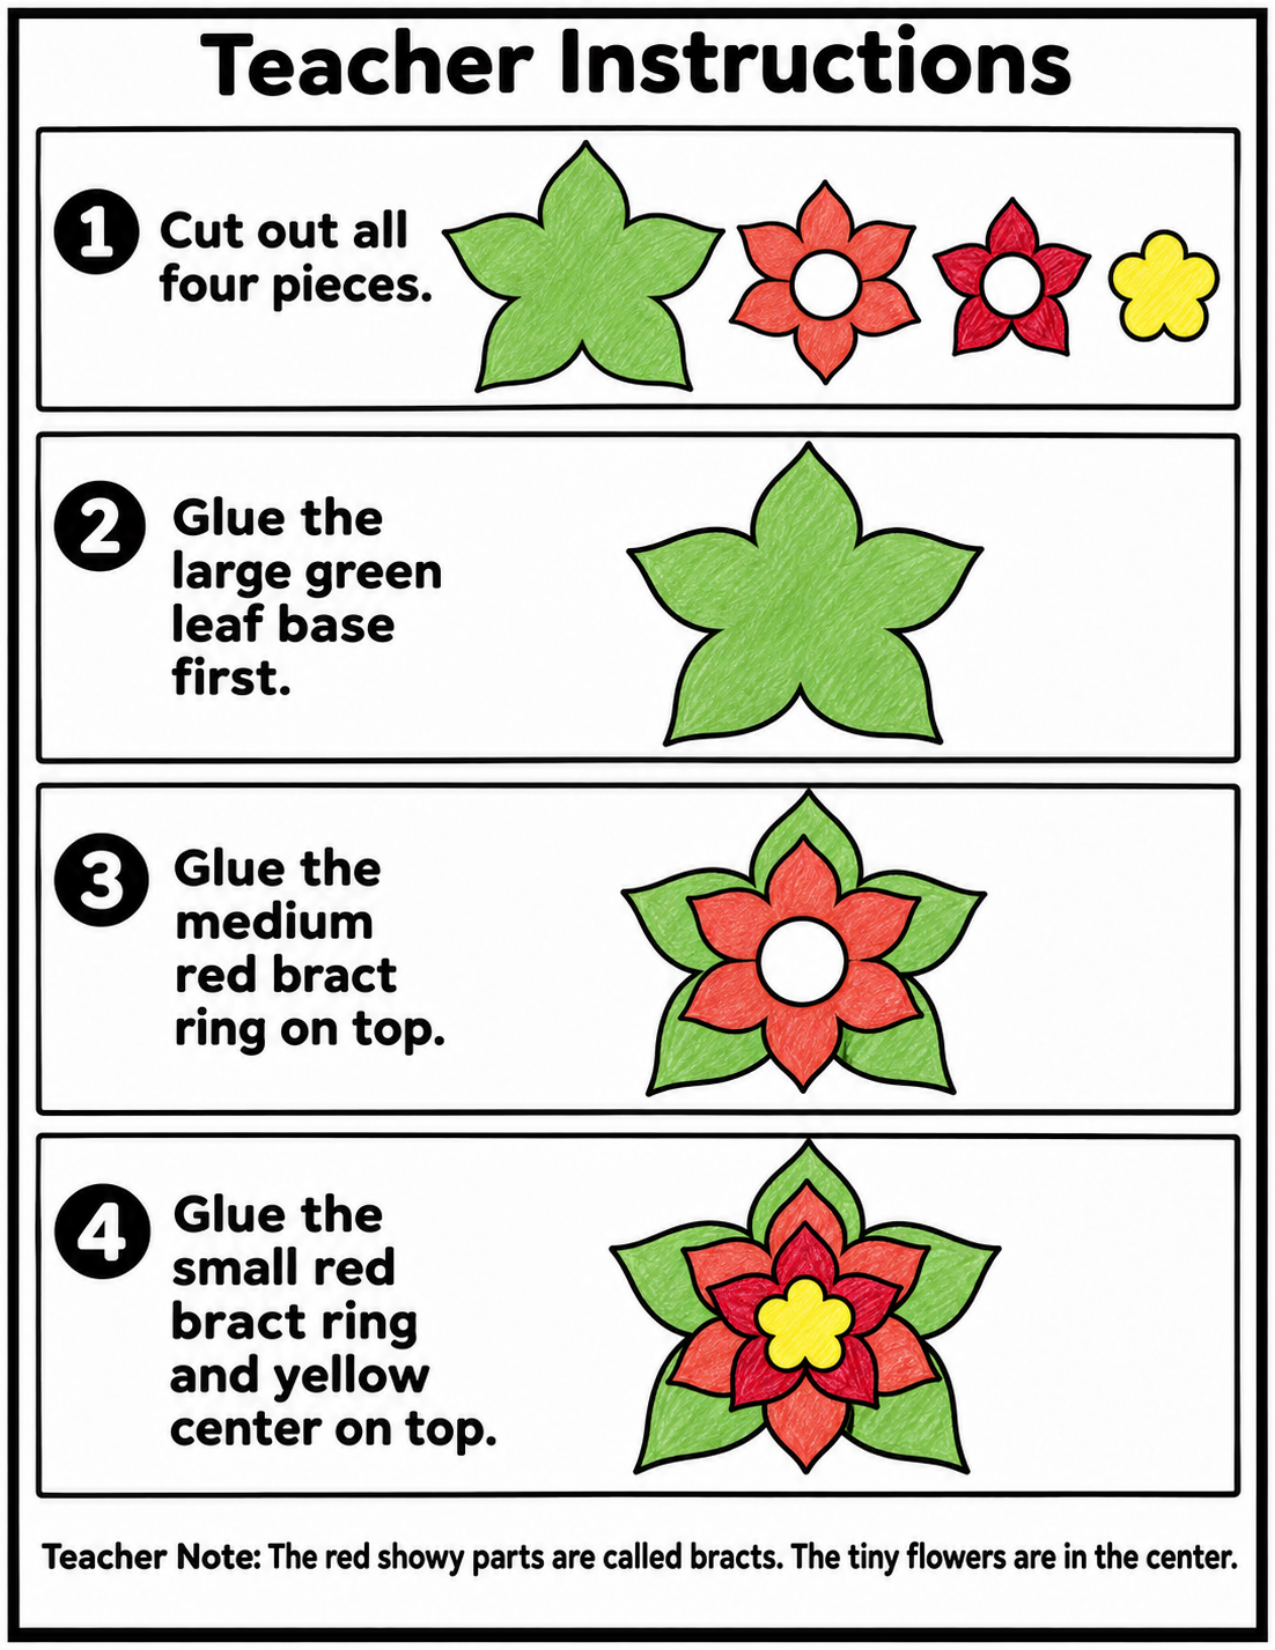 Teacher Instructions
1
Cut out all
four pieces.
2
Glue the
large green
leaf base
first.
3
Glue the
medium
red bract
ring on top.
4
Glue the
small red
bract ring
and yellow
center on top.
Teacher Note: The red showy parts are called bracts. The tiny flowers are in the center.